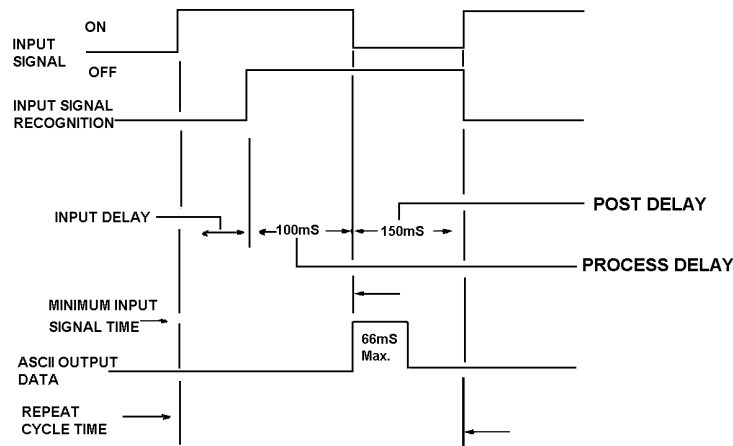 ON
INPUT
SIGNAL
OFF
INPUT SIGNAL
RECOGNITION
POST DELAY
INPUT DELAY
100mS
150mS
PROCESS DELAY
MINIMUM INPUT
SIGNAL TIME
66mS
Max.
ASCII OUTPUT
DATA
REPEAT
CYCLE TIME